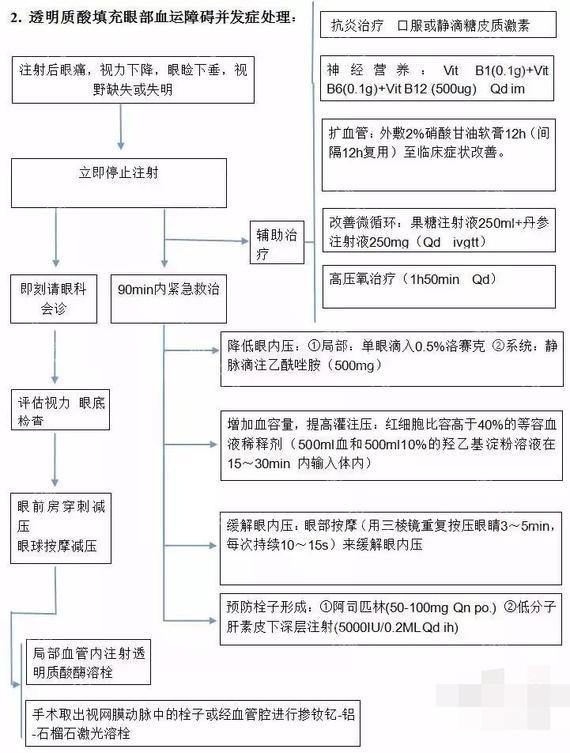 2. 透明质酸填充眼部血运障碍并发症处理:
注射后眼痛，视力下降，眼睑下垂，视
野缺失或失明
立即停止注射
即刻请眼科
会诊
90min内紧急救治
辅助治
疗
抗炎治疗 口服或静滴糖皮质激素
神经营养: Vit B1(0.1g)+Vit
B6(0.1g)+Vit B12 (500ug) Qd im
扩血管: 外敷2%硝酸甘油软膏12h（间
隔12h复用）至临床症状改善。
改善微循环: 果糖注射液250ml+丹参
注射液250mg（Qd ivgtt）
高压氧治疗（1h50min Qd）
评估视力 眼底
检查
眼前房穿刺减
压
眼球按摩减压
降低眼内压: ①局部: 单眼滴入0.5%洛赛克 ②系统: 静
脉滴注乙酰唑胺（500mg）
增加血容量，提高灌注压: 红细胞比容高于40%的等容血
液稀释剂（500ml血和500ml10%的羟乙基淀粉溶液在
15～30min 内输入体内）
缓解眼内压: 眼部按摩（用三棱镜重复按压眼睛3～5min，
每次持续10～15s）来缓解眼内压
预防栓子形成: ①阿司匹林(50-100mg Qn po.) ②低分子
肝素皮下深层注射(5000IU/0.2MLQd ih)
局部血管内注射透
明质酸酶溶栓
手术取出视网膜动脉中的栓子或经血管腔进行掺钕钇-铝
-石榴石激光溶栓